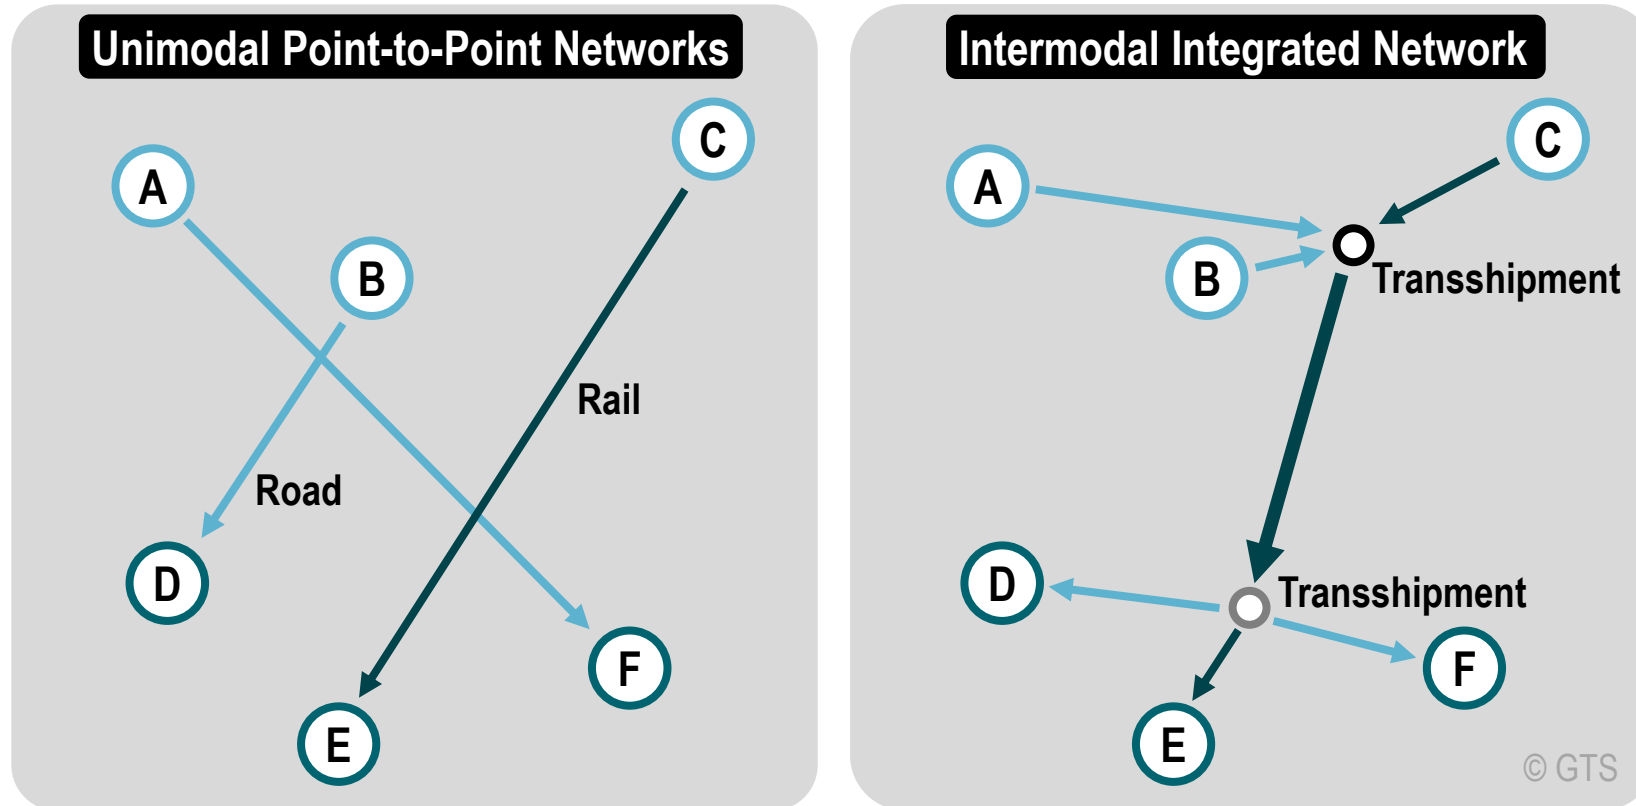 Unimodal Point-to-Point Networks
C
A
B
Rail
Road
D
F
E
Intermodal Integrated Network
C
A
B
Transshipment
D
Transshipment
F
E
© GTS